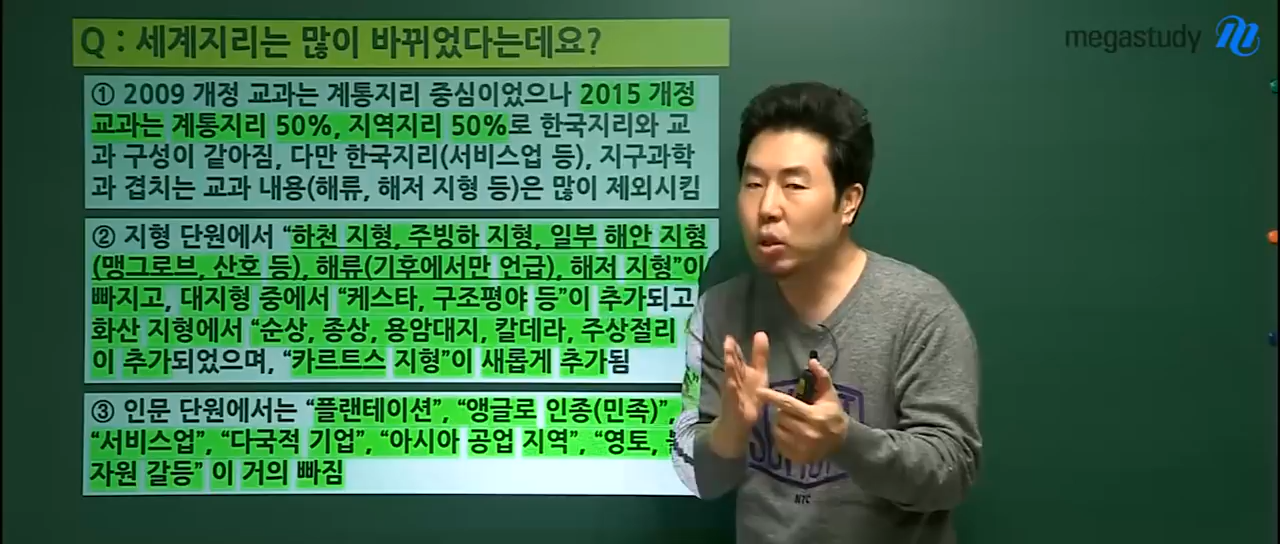 Q : 세계지리는 많이 바뀌었다는데요?
megastudy
① 2009 개정 교과는 계통지리 중심이었으나 2015 개정
교과는 계통지리 50%, 지역지리 50%로 한국지리와 교
과 구성이 같아짐, 다만 한국지리(서비스업 등), 지구과학
과 겹치는 교과 내용(해류, 해저 지형 등)은 많이 제외시킴
② 지형 단원에서 “하천 지형, 주빙하 지형, 일부 해안 지형
(맹그로브, 산호 등), 해류(기후에서만 언급), 해저 지형”이
빠지고, 대지형 중에서 “케스타, 구조평야 등”이 추가되고
화산 지형에서 “순상, 종상, 용암대지, 칼데라, 주상절리
이 추가되었으며, “카르트스 지형”이 새롭게 추가됨
③ 인문 단원에서는 “플랜테이션”, “앵글로 인종(민족)”,
“서비스업”, “다국적 기업”, “아시아 공업 지역”, “영토,
자원 갈등” 이 거의 빠짐
NYC